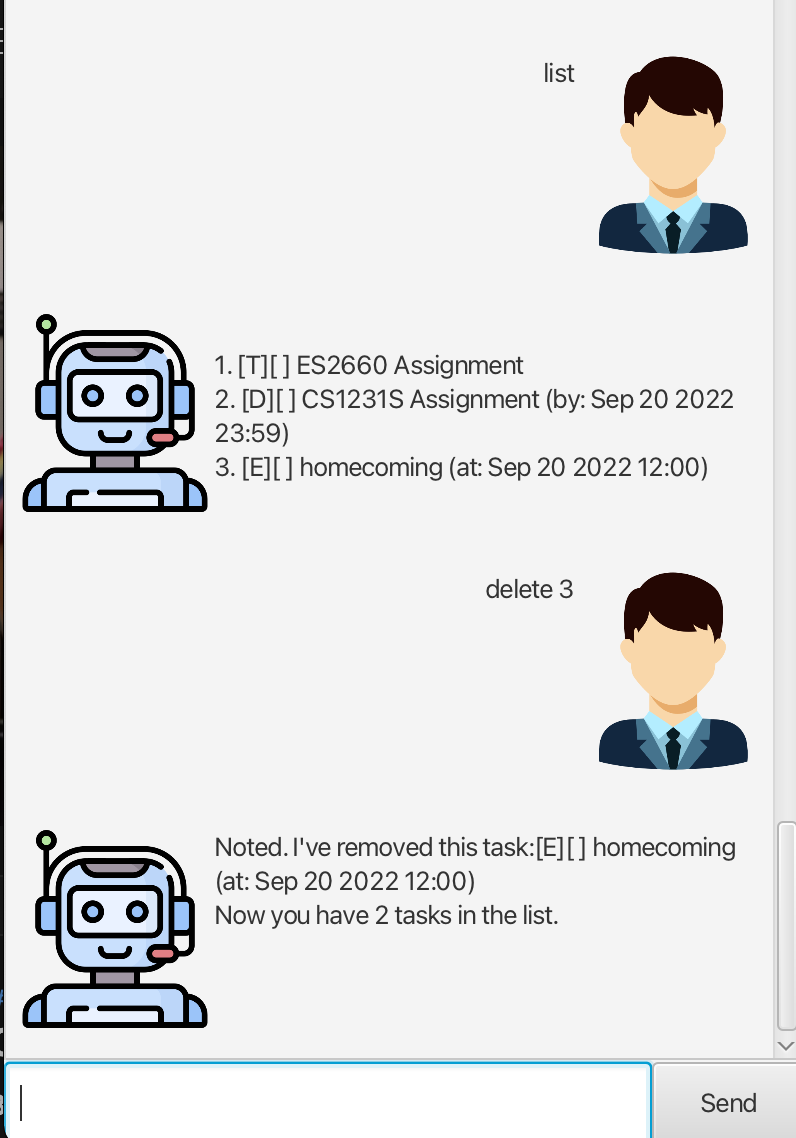 list
1. [T][ ] ES2660 Assignment
2. [D][ ] CS1231S Assignment (by: Sep 20 2022
23:59)
3. [E][ ] homecoming (at: Sep 20 2022 12:00)
delete 3
Noted. I've removed this task:[E][ ] homecoming
(at: Sep 20 2022 12:00)
Now you have 2 tasks in the list.
Send